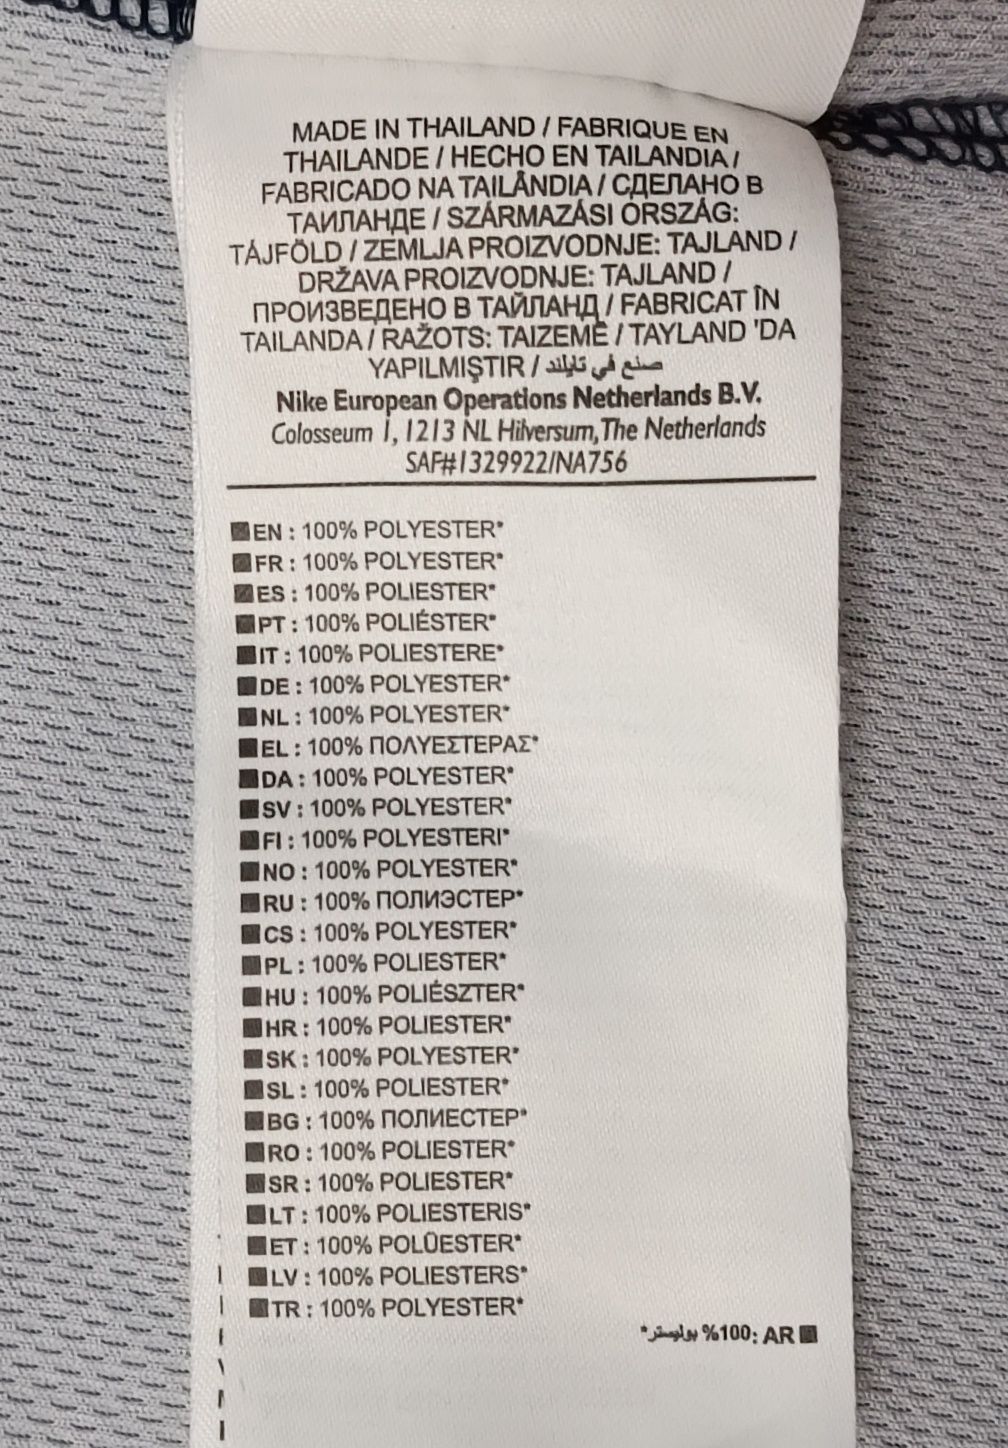 MADE IN THAILAND / FABRIQUE EN
THAILANDE / HECHO EN TAILANDIA /
FABRICADO NA TAILÂNDIA / СДЕЛАНО В
ТАИЛАНДЕ / SZÁRMAZÁSI ORSZÁG:
TÁJFÖLD / ZEMLJA PROIZVODNJE: TAJLAND /
DRŽAVA PROIZVODNJE: TAJLAND /
ПРОИЗВЕДЕНО В ТАЙЛАНД / FABRICAT ÎN
TAILANDA / RAŽOTS: TAIZEMĒ / TAYLAND 'DA
YAPILMIŞTIR / صنع في تايلند
Nike European Operations Netherlands B.V.
Colosseum 1, 1213 NL Hilversum, The Netherlands
SAF#1329922/NA756
EN : 100% POLYESTER*
FR : 100% POLYESTER*
ES : 100% POLIESTER*
PT : 100% POLIÉSTER*
IT : 100% POLIESTERE*
DE : 100% POLYESTER*
NL : 100% POLYESTER*
EL : 100% ΠΟΛΥΕΣΤΕΡΑΣ*
DA : 100% POLYESTER*
SV : 100% POLYESTER*
FI : 100% POLYESTERI*
NO : 100% POLYESTER*
RU : 100% ПОЛИЭСТЕР*
CS : 100% POLYESTER*
PL : 100% POLIESTER*
HU : 100% POLIÉSZTER*
HR : 100% POLIESTER*
SK : 100% POLYESTER*
SL : 100% POLIESTER*
BG : 100% ПОЛИЕСТЕР*
RO : 100% POLIESTER*
SR : 100% POLIESTER*
LT : 100% POLIESTERIS*
ET : 100% POLÜESTER*
LV : 100% POLIESTERS*
TR : 100% POLYESTER*
AR :100% بوليستر*